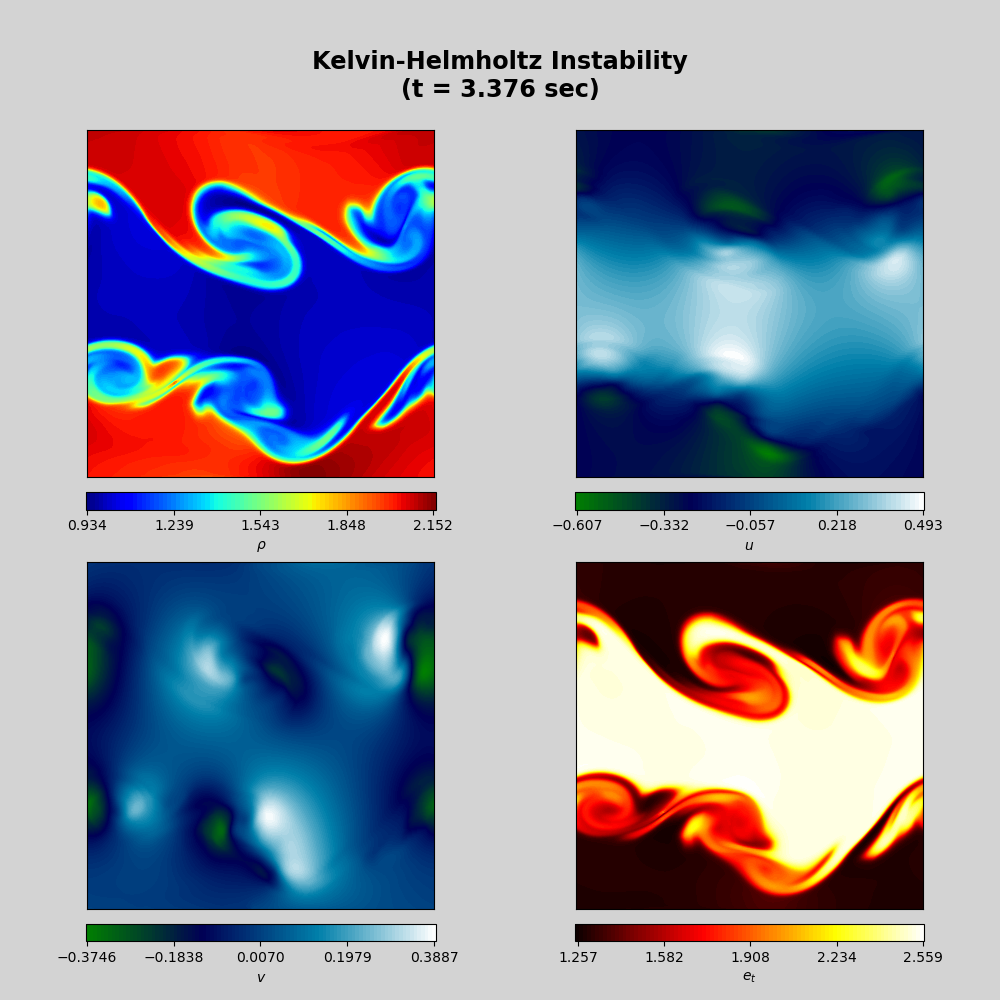 Kelvin-Helmholtz Instability
(t = 3.376 sec)
0.934 1.239 1.543 1.848 2.152
ρ
−0.607 −0.332 −0.057 0.218 0.493
u
−0.3746 −0.1838 0.0070 0.1979 0.3887
v
1.257 1.582 1.908 2.234 2.559
e_t